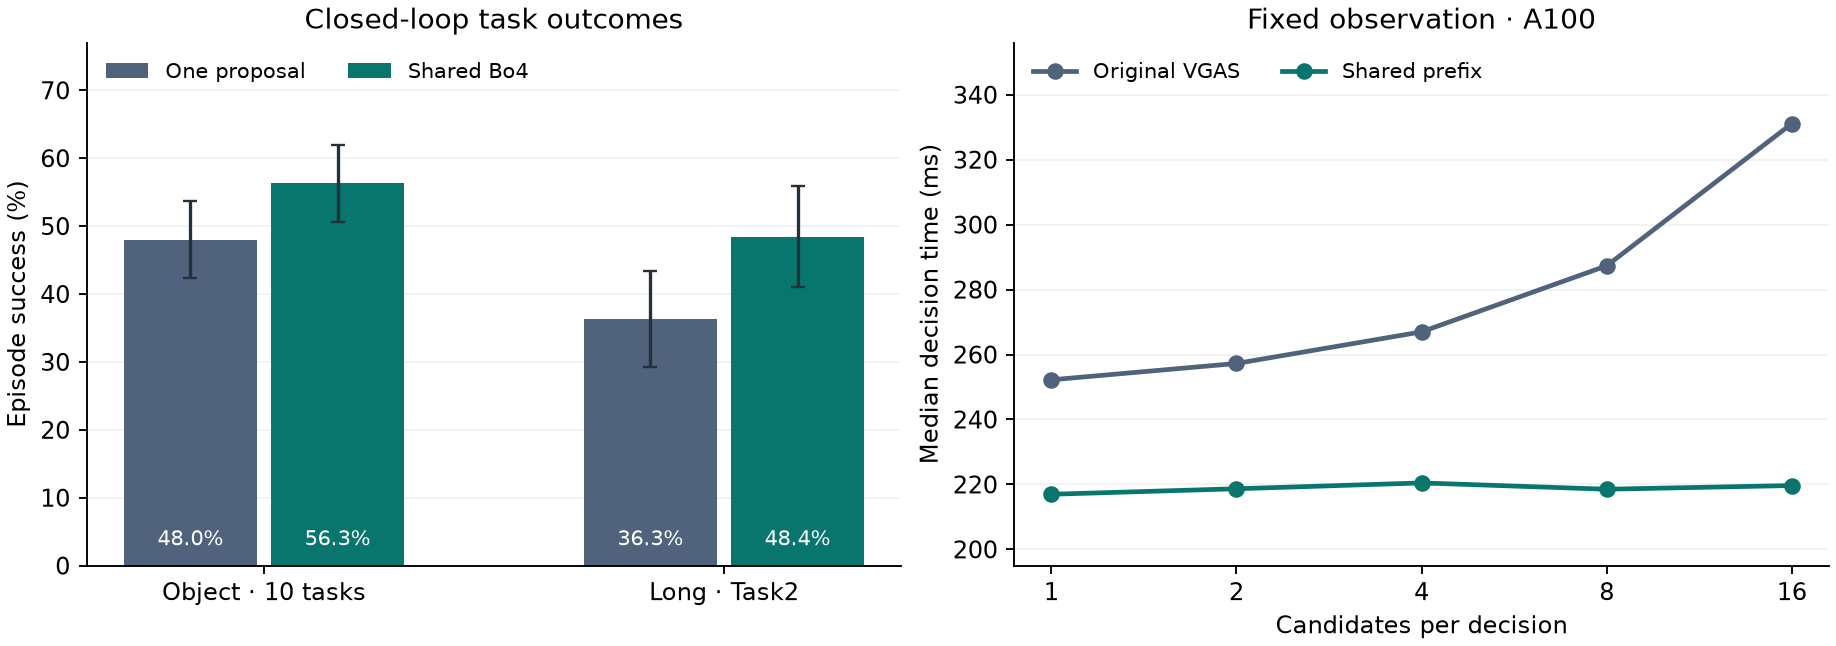 Closed-loop task outcomes
One proposal
Shared Bo4
Episode success (%)
70
60
50
40
30
20
10
0
48.0%
56.3%
36.3%
48.4%
Object · 10 tasks
Long · Task2
Fixed observation · A100
Original VGAS
Shared prefix
Median decision time (ms)
340
320
300
280
260
240
220
200
1
2
4
8
16
Candidates per decision